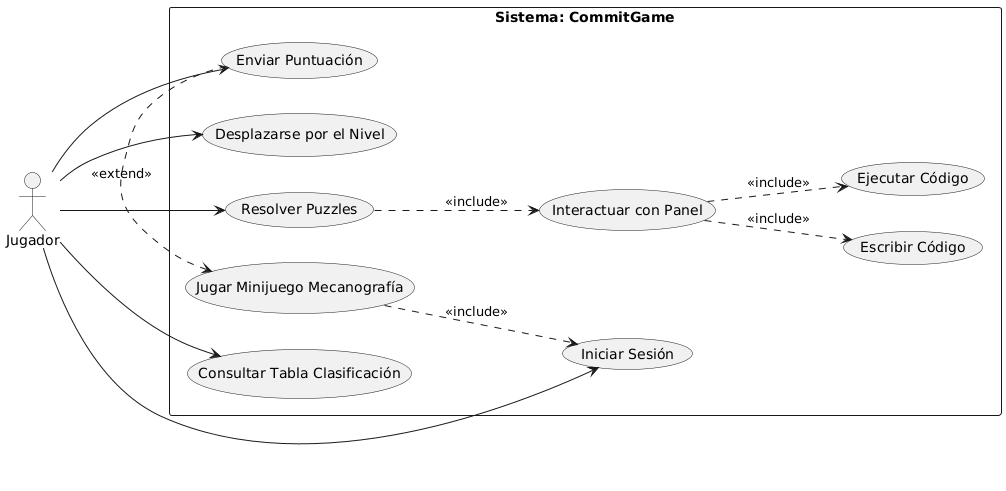 Sistema: CommitGame
Enviar Puntuación
Desplazarse por el Nivel
«extend»
Jugador
Resolver Puzzles
«include»
Interactuar con Panel
«include»
Ejecutar Código
«include»
Escribir Código
Jugar Minijuego Mecanografía
«include»
Iniciar Sesión
Consultar Tabla Clasificación